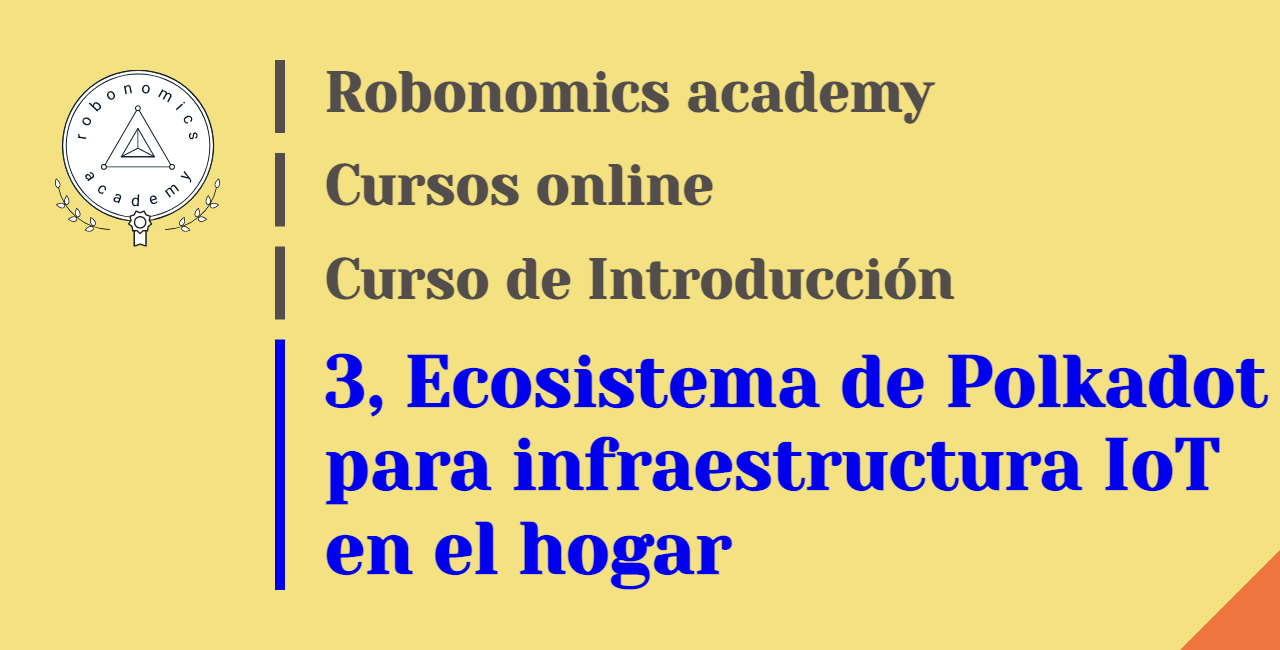 robonomics
academy
Robonomics academy
Cursos online
Curso de Introducción
3, Ecosistema de Polkadot
para infraestructura IoT
en el hogar